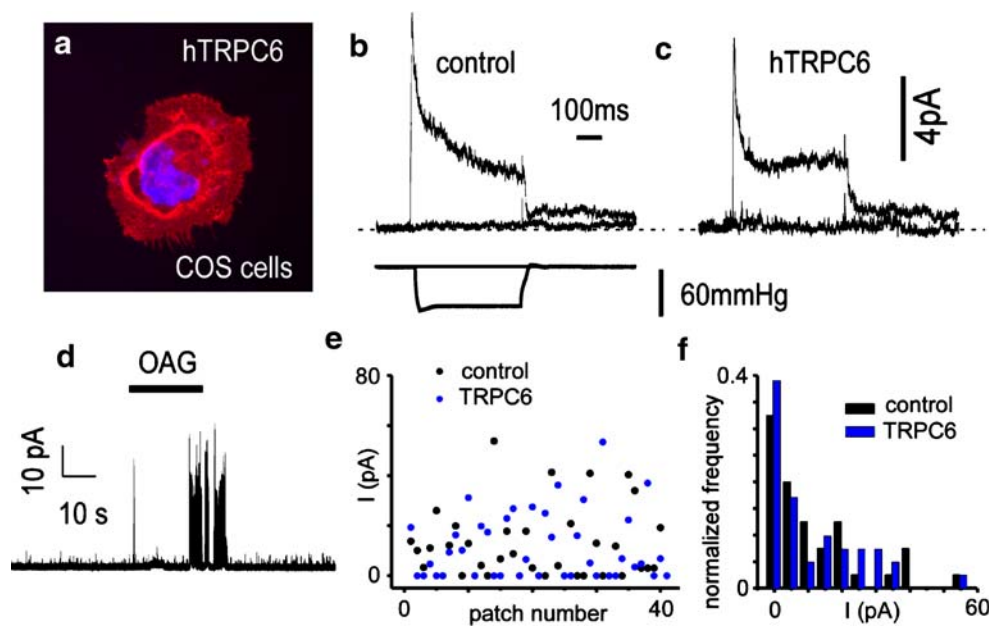 a
hTRPC6
COS cells
b
control
100ms
c
hTRPC6
4pA
60mmHg
d
OAG
10 pA
10 s
e
control
TRPC6
80
I (pA)
0
0
20
40
patch number
f
control
TRPC6
0.4
normalized frequency
0
0
I (pA)
60